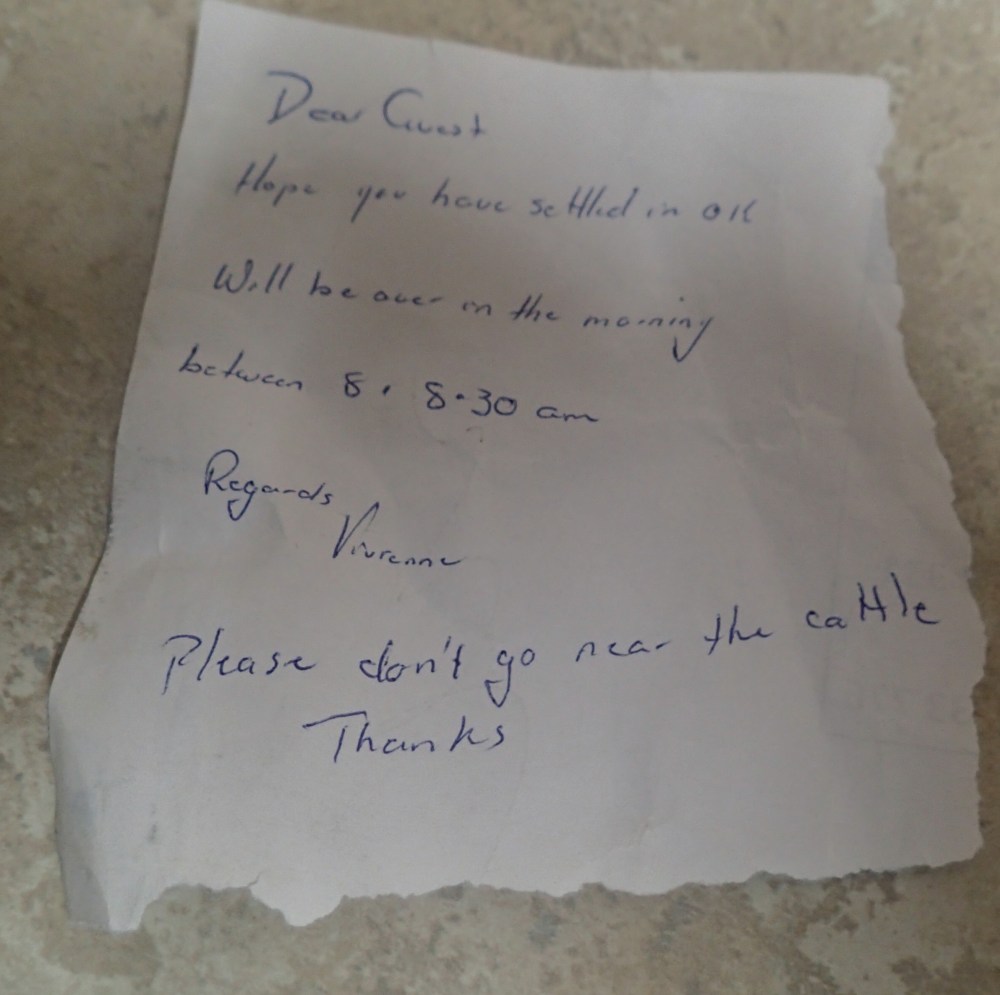 Dear Guest
Hope you have settled in OK
Will be over in the morning
between 8. 8.30 am
Regards
Vivienne
Please don't go near the cattle
Thanks